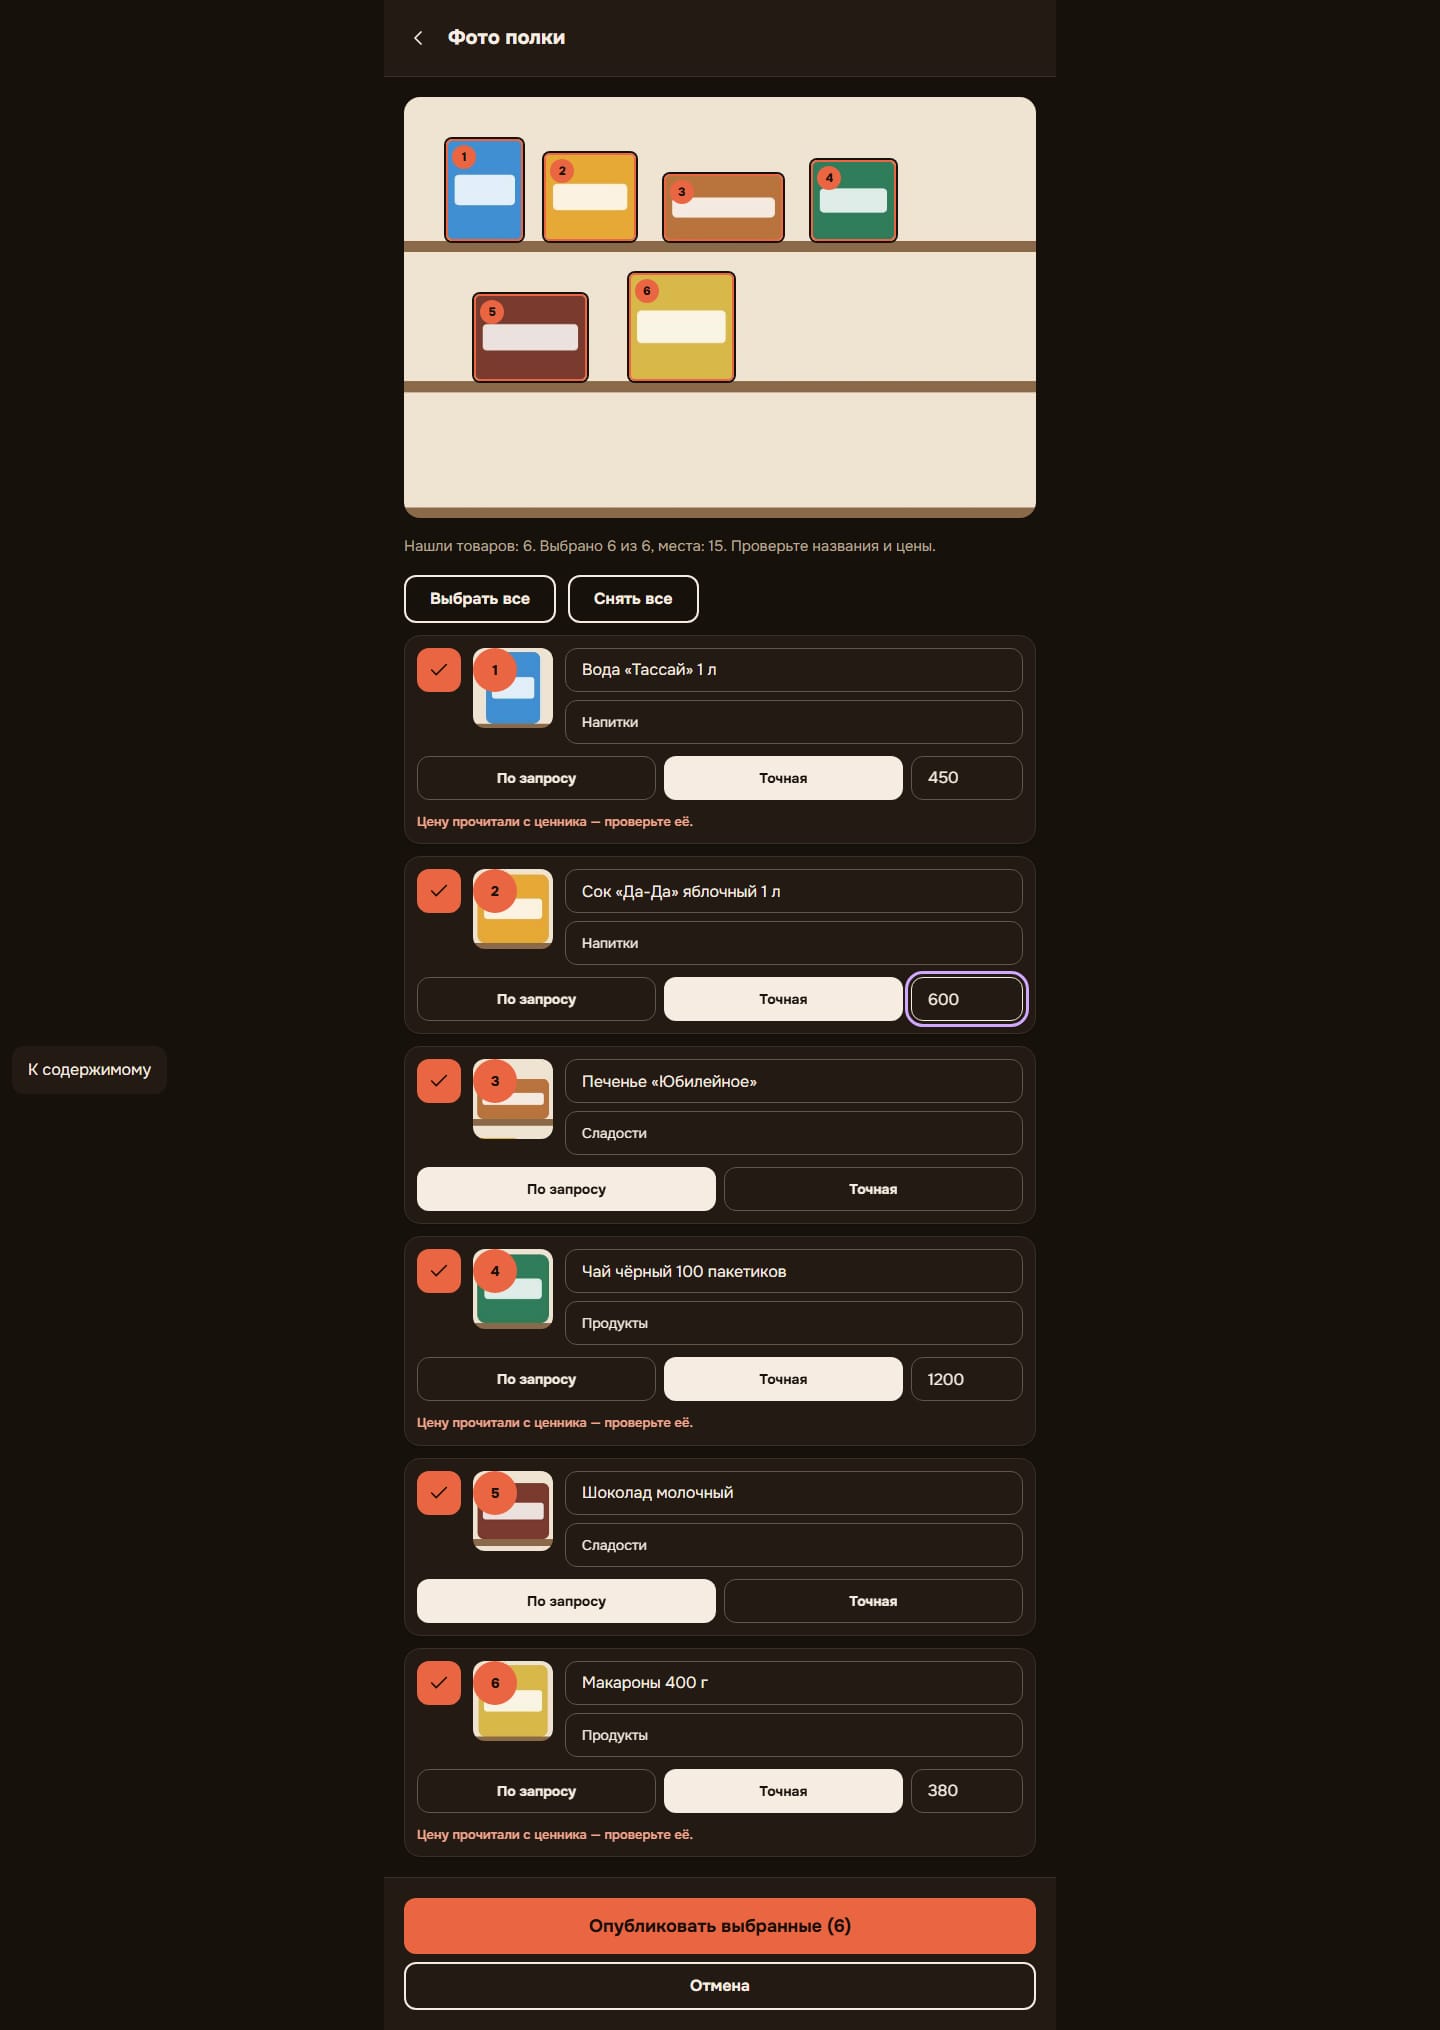 Фото полки
1
2
3
4
5
6
Нашли товаров: 6. Выбрано 6 из 6, места: 15. Проверьте названия и цены.
Выбрать все
Снять все
1
Вода «Тассай» 1 л
Напитки
По запросу
Точная
450
Цену прочитали с ценника — проверьте её.
2
Сок «Да-Да» яблочный 1 л
Напитки
По запросу
Точная
600
К содержимому
3
Печенье «Юбилейное»
Сладости
По запросу
Точная
4
Чай чёрный 100 пакетиков
Продукты
По запросу
Точная
1200
Цену прочитали с ценника — проверьте её.
5
Шоколад молочный
Сладости
По запросу
Точная
6
Макароны 400 г
Продукты
По запросу
Точная
380
Цену прочитали с ценника — проверьте её.
Опубликовать выбранные (6)
Отмена